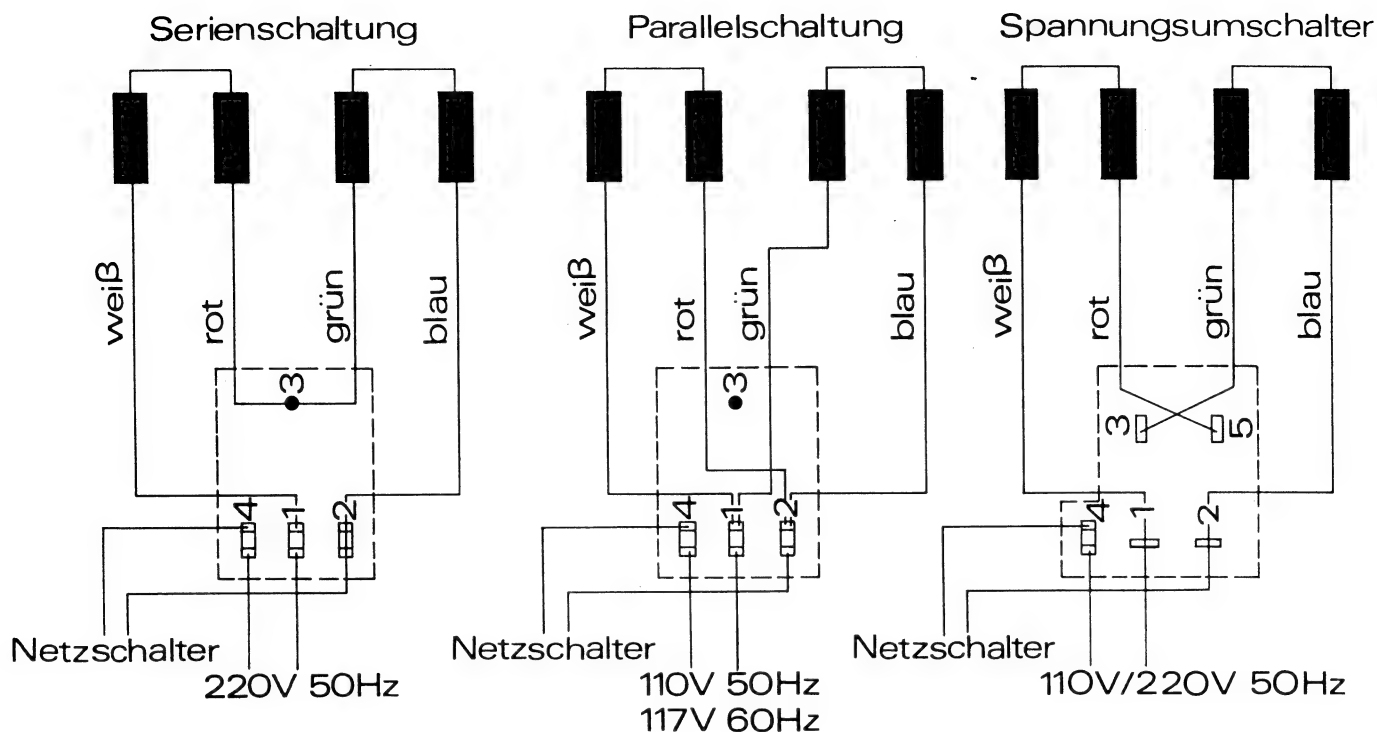 Serienschaltung
weiß
rot
grün
blau
3
4
1
2
Netzschalter
220V 50Hz
Parallelschaltung
weiß
rot
grün
blau
3
4
1
2
Netzschalter
110V 50Hz
117V 60Hz
Spannungsumschalter
weiß
rot
grün
blau
3
5
4
1
2
Netzschalter
110V/220V 50Hz